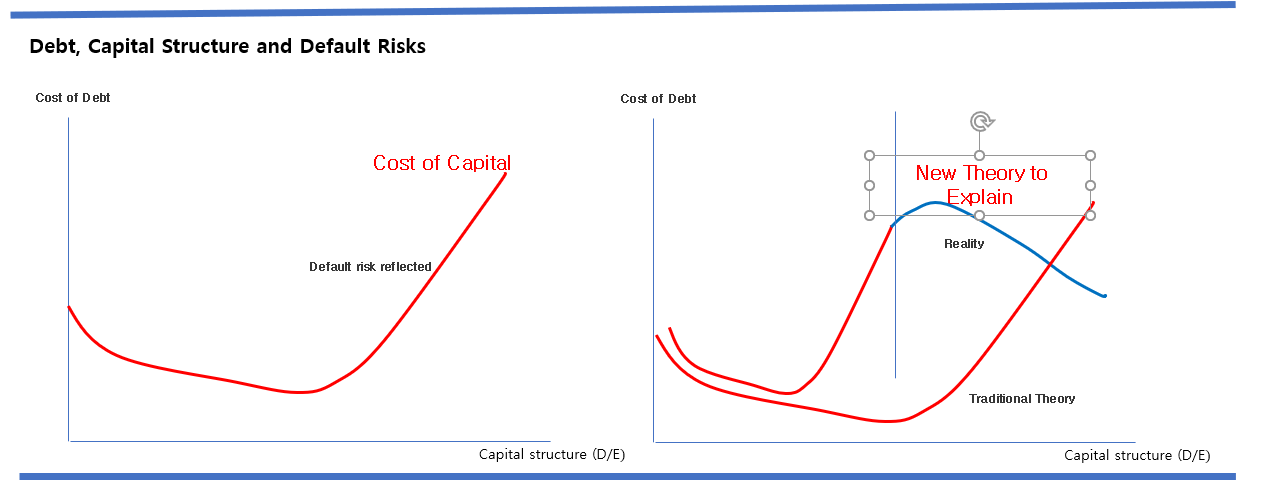 Debt, Capital Structure and Default Risks
Cost of Debt
Cost of Capital
Default risk reflected
Capital structure (D/E)
Cost of Debt
New Theory to
Explain
Reality
Traditional Theory
Capital structure (D/E)